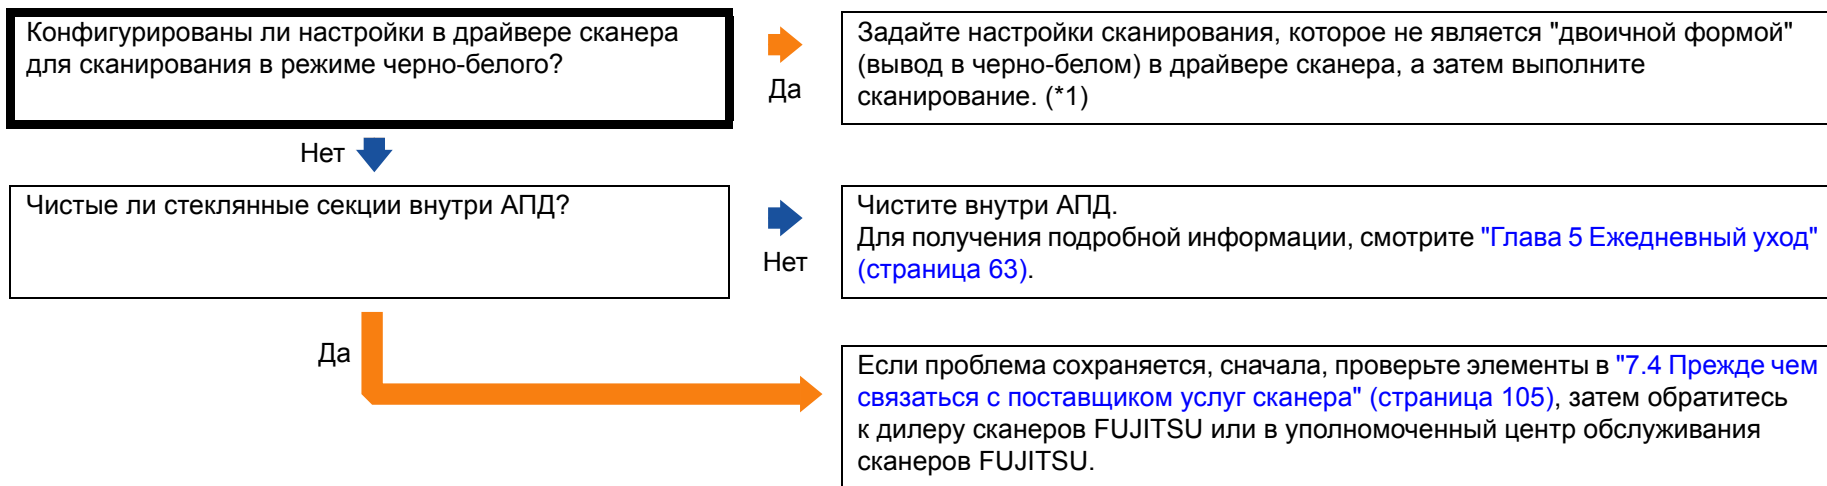 Конфигурированы ли настройки в драйвере сканера
для сканирования в режиме черно-белого?
Да
Задайте настройки сканирования, которое не является "двоичной формой"
(вывод в черно-белом) в драйвере сканера, а затем выполните
сканирование. (*1)
Нет
Чистые ли стеклянные секции внутри АПД?
Нет
Чистите внутри АПД.
Для получения подробной информации, смотрите "Глава 5 Ежедневный уход"
(страница 63).
Да
Если проблема сохраняется, сначала, проверьте элементы в "7.4 Прежде чем
связаться с поставщиком услуг сканера" (страница 105), затем обратитесь
к дилеру сканеров FUJITSU или в уполномоченный центр обслуживания
сканеров FUJITSU.